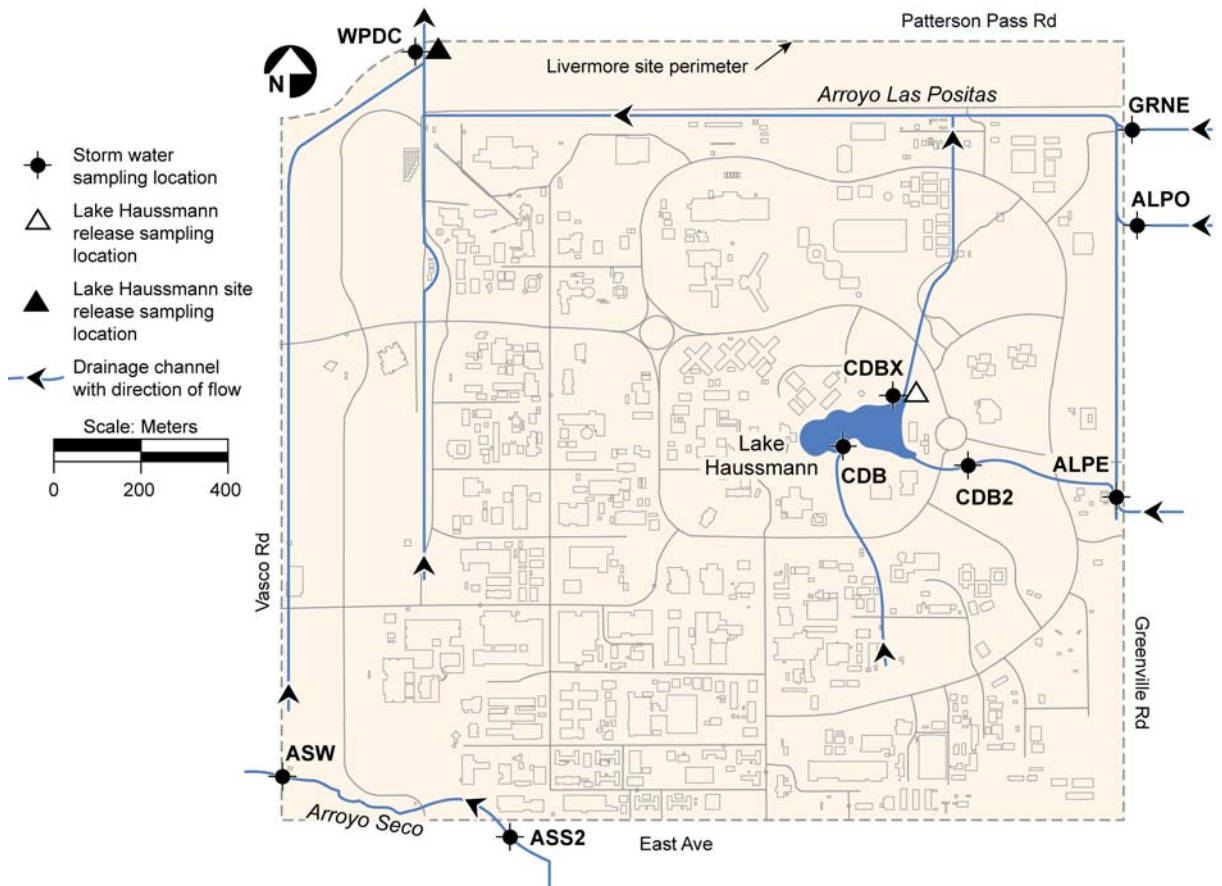 Patterson Pass Rd
WPDC
Livermore site perimeter
N
Arroyo Las Positas
GRNE
Storm water
sampling location
Lake Haussmann
release sampling
location
ALPO
Lake Haussmann site
release sampling
location
Drainage channel
with direction of flow
CDBX
Scale: Meters
0 200 400
Lake
Haussmann
CDB
CDB2
ALPE
Vasco Rd
Greenville Rd
ASW
Arroyo Seco
ASS2
East Ave